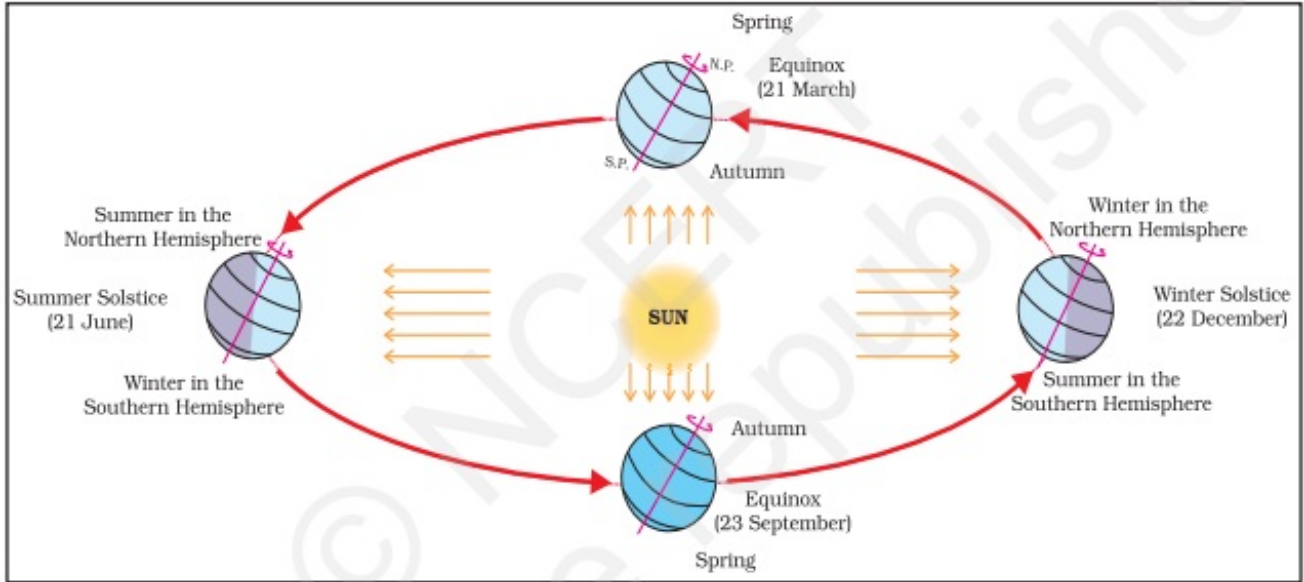 Spring
N.P.
Equinox
(21 March)
S.P.
Autumn
Summer in the
Northern Hemisphere
Winter in the
Northern Hemisphere
Summer Solstice
(21 June)
SUN
Winter Solstice
(22 December)
Winter in the
Southern Hemisphere
Summer in the
Southern Hemisphere
Autumn
Equinox
(23 September)
Spring
© NCERT
republishe